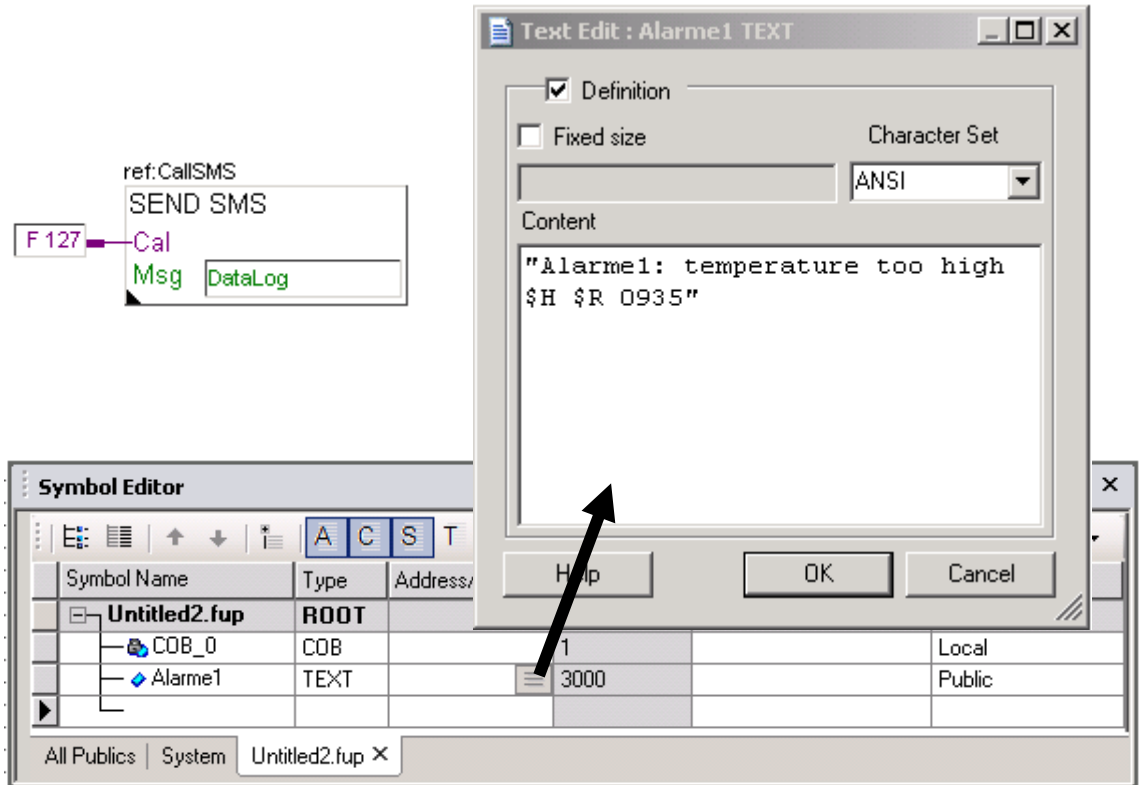 Text Edit : Alarme1 TEXT
Definition
Fixed size
Character Set
ANSI
Content
"Alarme1: temperature too high
$H $R 0935"
Help
OK
Cancel
ref:CallSMS
SEND SMS
F 127
Cal
Msg
DataLog
Symbol Editor
A C S T
Symbol Name Type Address/
Untitled2.fup ROOT
COB_0 COB 1 Local
Alarme1 TEXT 3000 Public
All Publics System Untitled2.fup